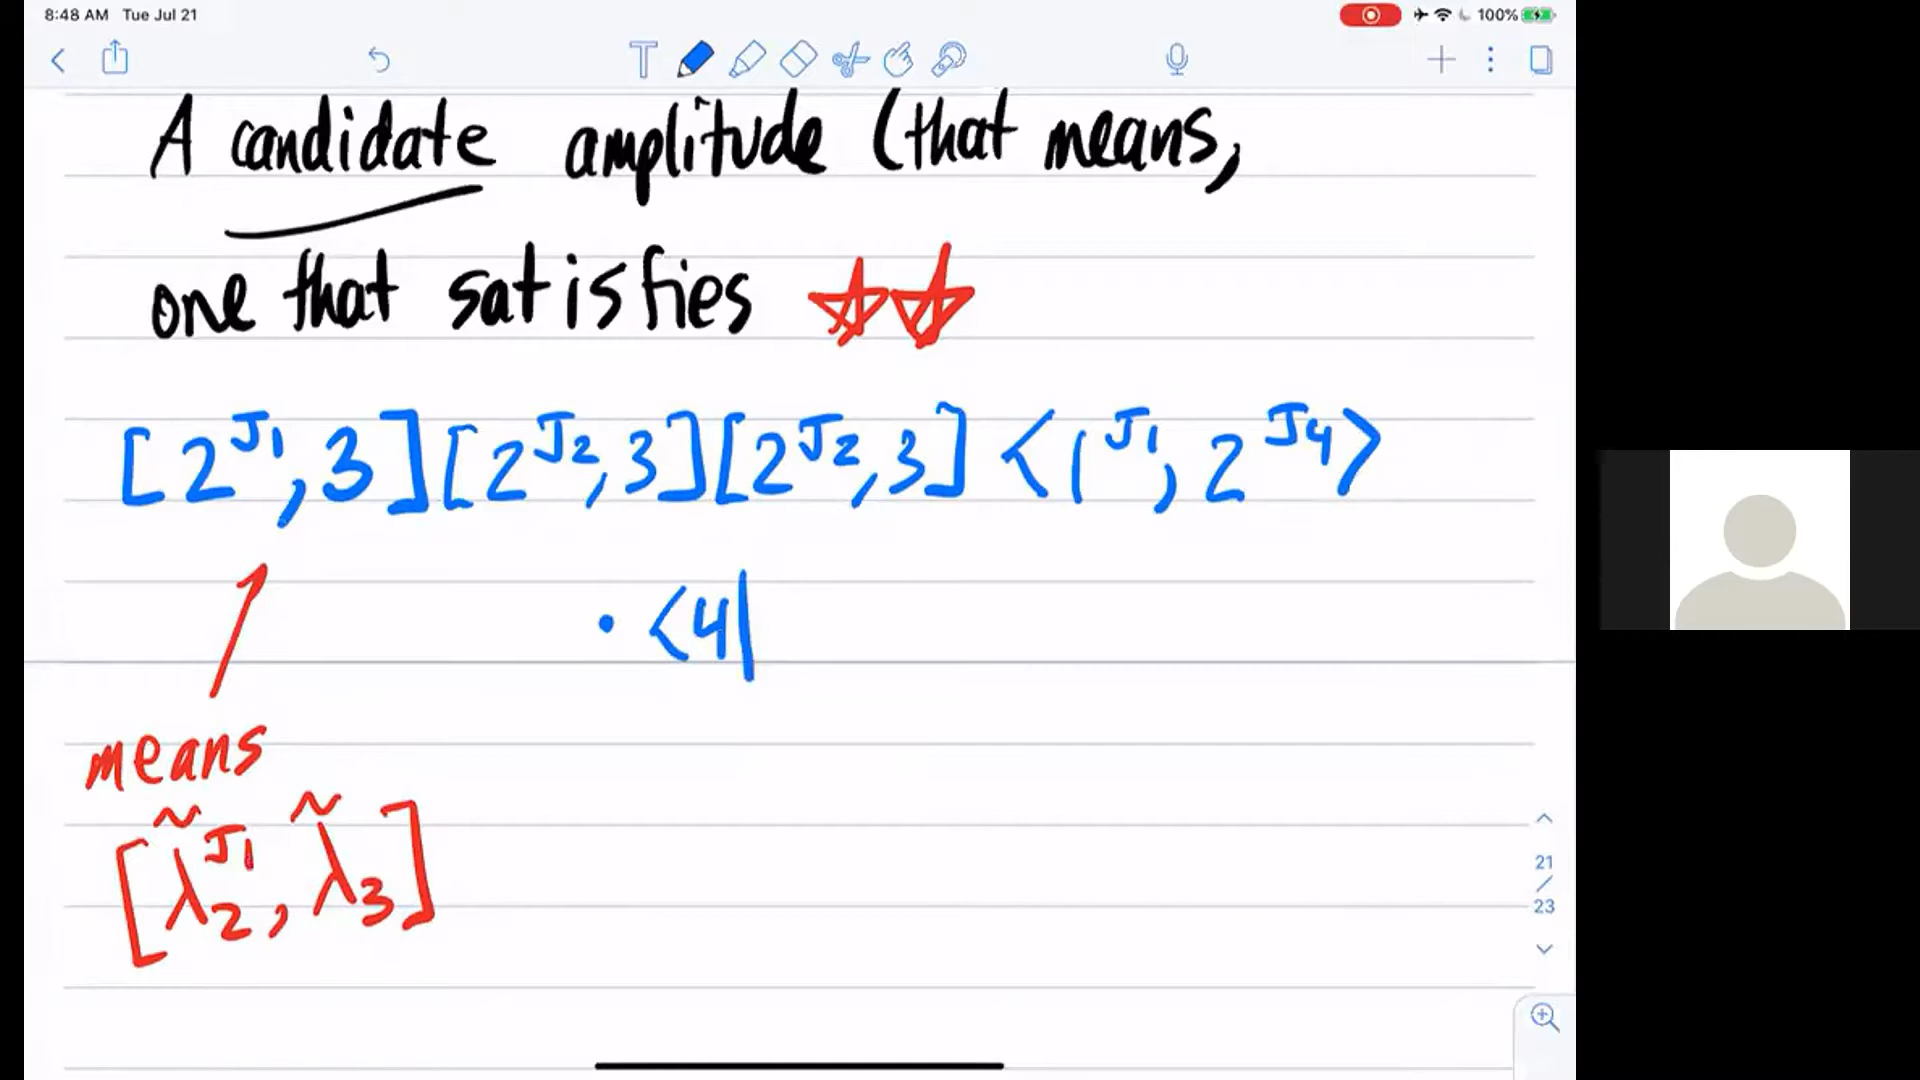 8:48 AM Tue Jul 21 100%
A candidate amplitude (that means,
one that satisfies ☆☆
[2^{J1}, 3][2^{J2}, 3][2^{J2}, 3]⟨1^{J1}, 2^{J4}⟩
· ⟨4|
means
[λ̃₂^{J1}, λ̃₃]
21
/
23